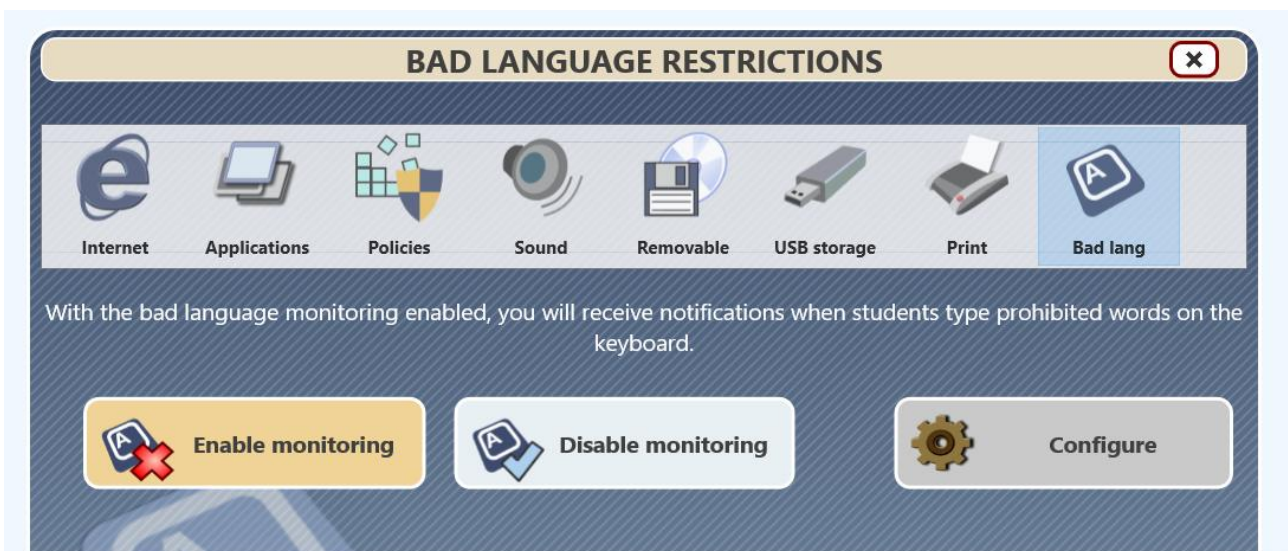 BAD LANGUAGE RESTRICTIONS
Internet Applications Policies Sound Removable USB storage Print Bad lang
With the bad language monitoring enabled, you will receive notifications when students type prohibited words on the
keyboard.
Enable monitoring Disable monitoring Configure